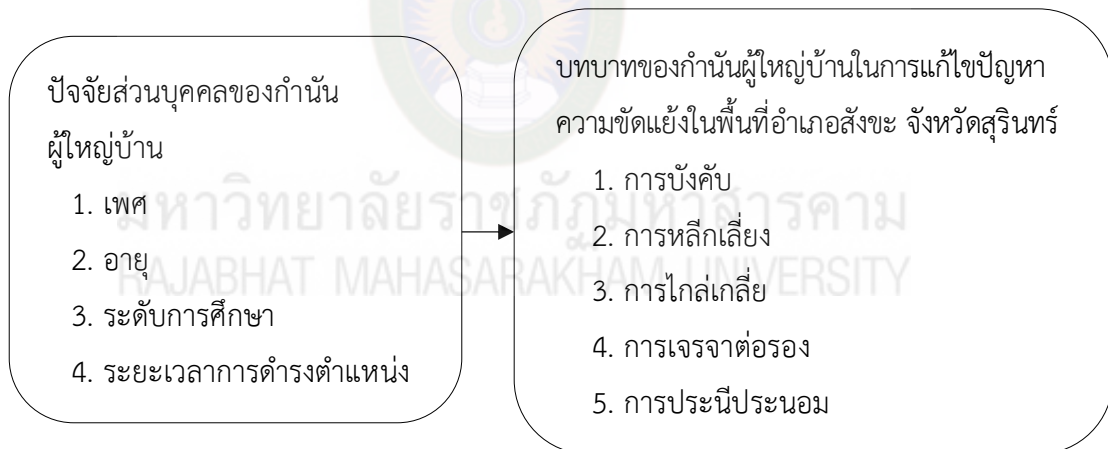 ปัจจัยส่วนบุคคลของกำนัน
ผู้ใหญ่บ้าน
1. เพศ
2. อายุ
3. ระดับการศึกษา
4. ระยะเวลาการดำรงตำแหน่ง
บทบาทของกำนันผู้ใหญ่บ้านในการแก้ไขปัญหา
ความขัดแย้งในพื้นที่อำเภอสังขะ จังหวัดสุรินทร์
1. การบังคับ
2. การหลีกเลี่ยง
3. การไกล่เกลี่ย
4. การเจรจาต่อรอง
5. การประนีประนอม
มหาวิทยาลัยราชภัฏมหาสารคาม
RAJABHAT MAHASARAKHAM UNIVERSITY